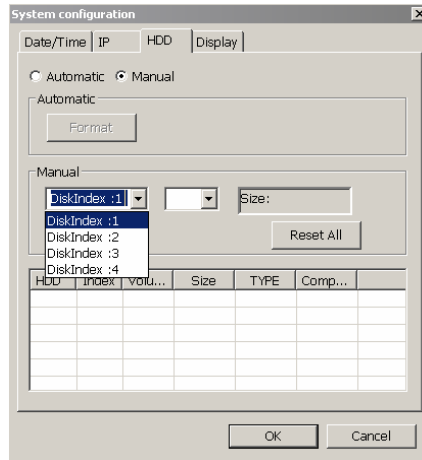 System configuration
Date/Time IP HDD Display
Automatic Manual
Automatic
Format
Manual
DiskIndex :1 Size:
DiskIndex :1
DiskIndex :2
Reset All
DiskIndex :3
DiskIndex :4
HDD Index Volu... Size TYPE Comp...
OK Cancel